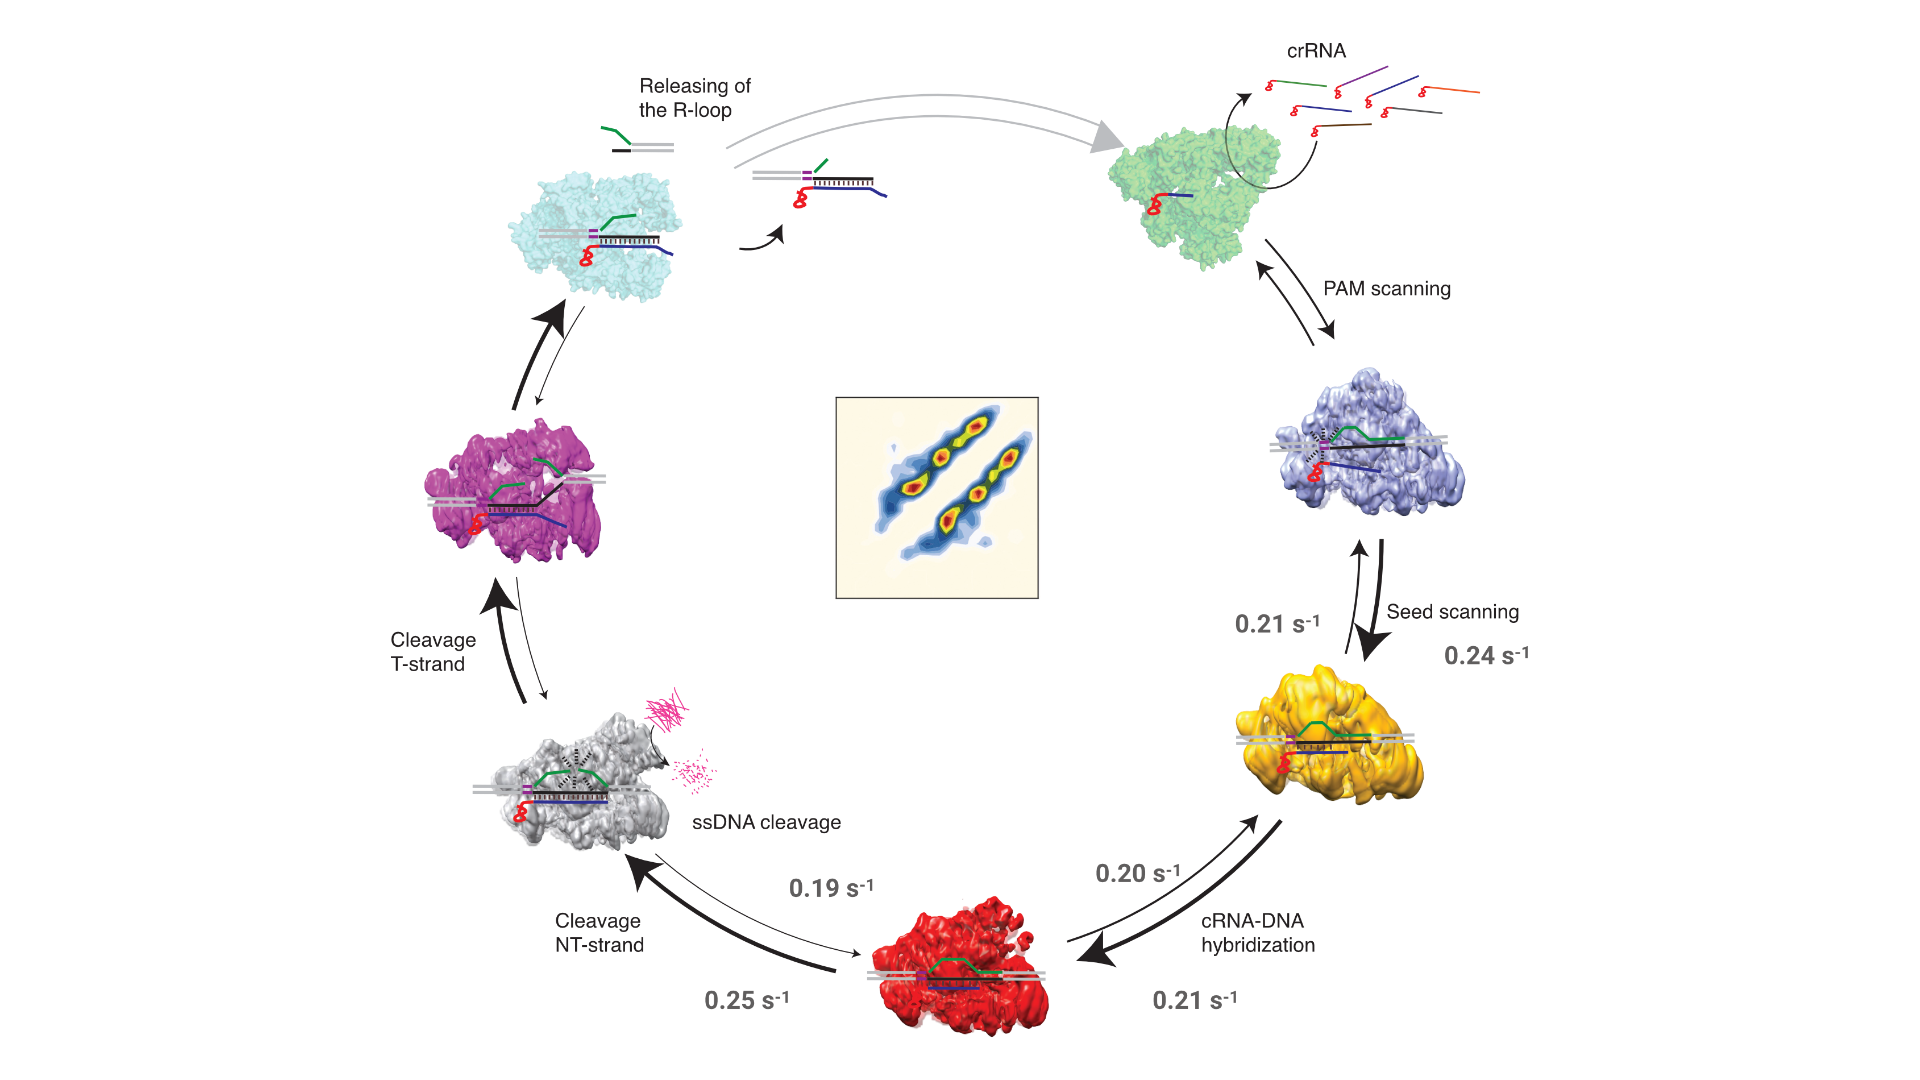 crRNA
Releasing of
the R-loop
PAM scanning
0.21 s-1
Seed scanning
0.24 s-1
Cleavage
T-strand
ssDNA cleavage
0.19 s-1
0.20 s-1
Cleavage
NT-strand
cRNA-DNA
hybridization
0.25 s-1
0.21 s-1